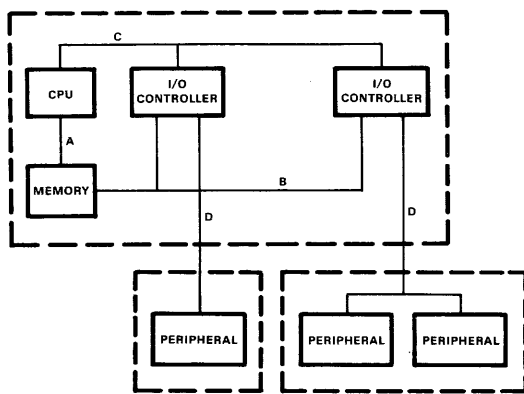 C
CPU
I/O
CONTROLLER
I/O
CONTROLLER
A
MEMORY
B
D
D
PERIPHERAL
PERIPHERAL
PERIPHERAL